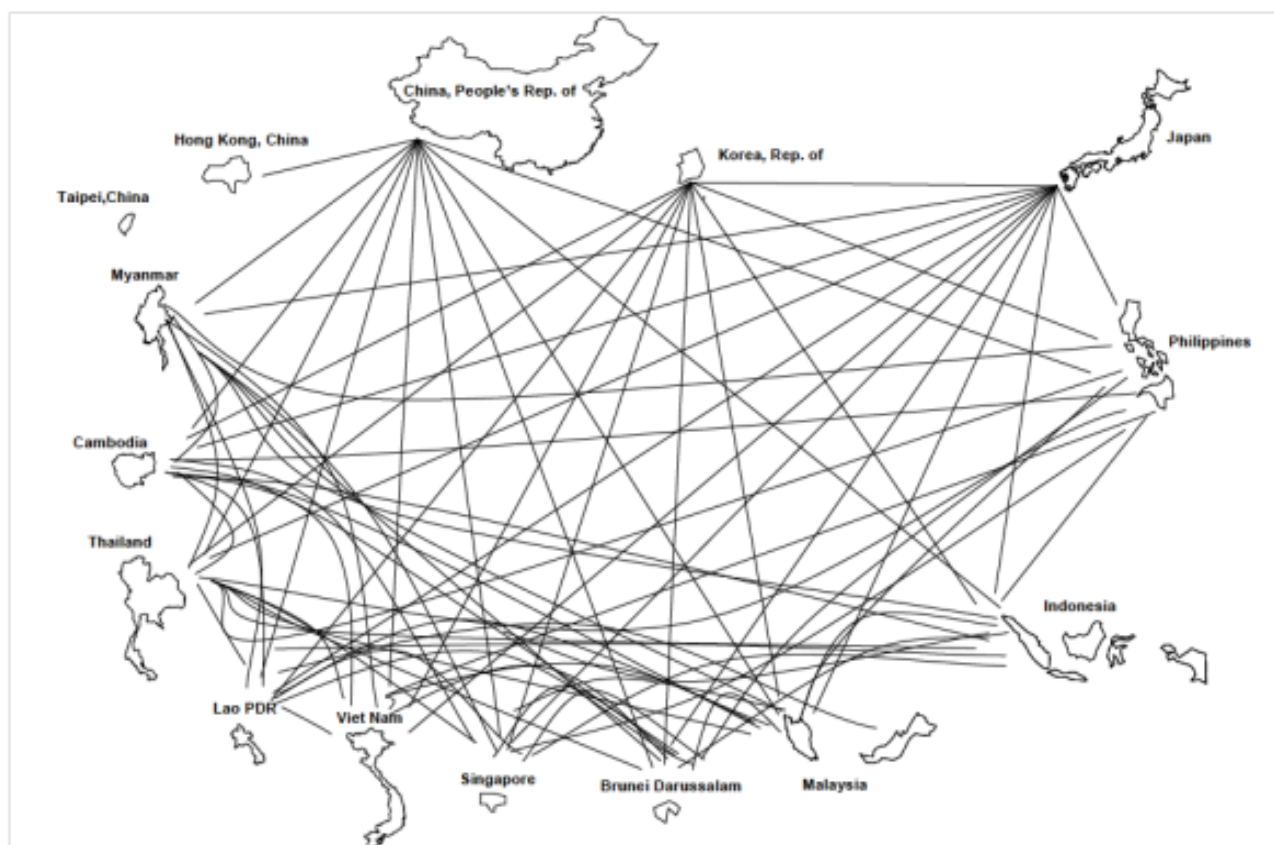 China, People's Rep. of
Hong Kong, China
Korea, Rep. of
Japan
Taipei,China
Myanmar
Philippines
Cambodia
Thailand
Indonesia
Lao PDR
Viet Nam
Singapore
Brunei Darussalam
Malaysia